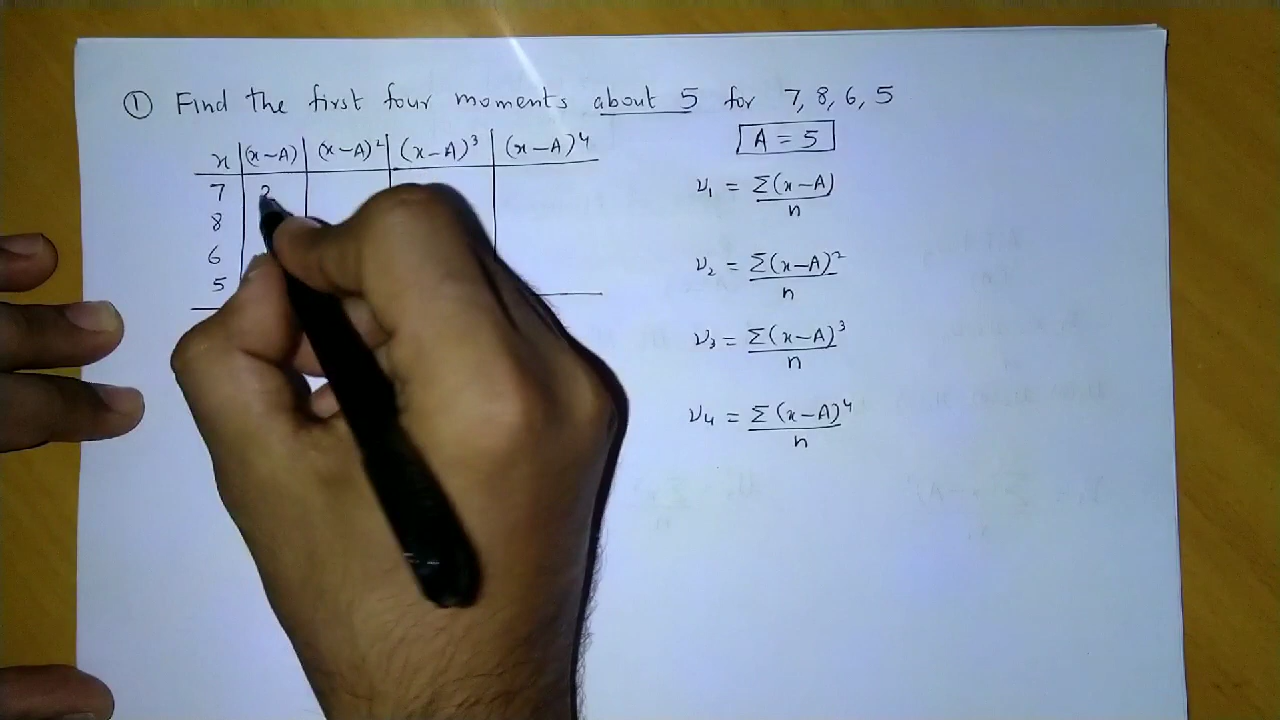 ① Find the first four moments about 5 for 7, 8, 6, 5
A = 5
x (x−A) (x−A)² (x−A)³ (x−A)⁴
7 2
8
6
5
ν₁ = Σ(x−A)
n
ν₂ = Σ(x−A)²
n
ν₃ = Σ(x−A)³
n
ν₄ = Σ(x−A)⁴
n